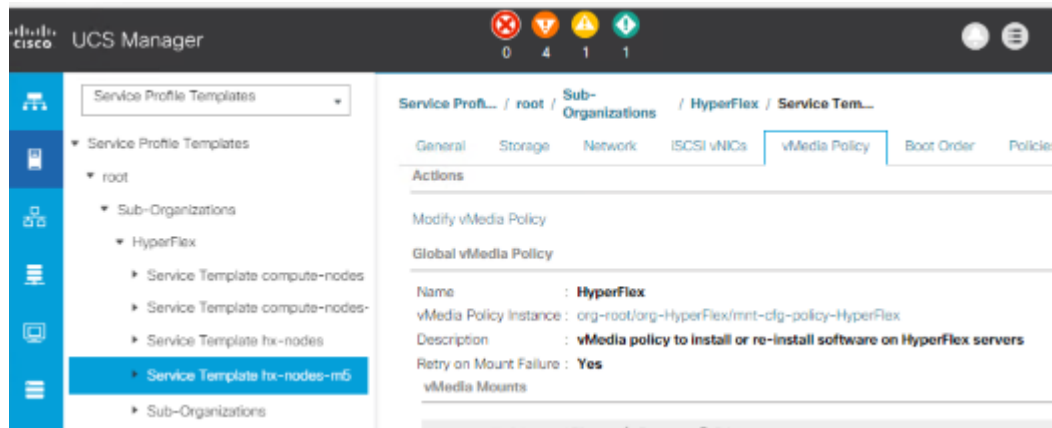 cisco UCS Manager
0 4 1 1
Service Profile Templates
Service Profile Templates
root
Sub-Organizations
HyperFlex
Service Template compute-nodes
Service Template compute-nodes-
Service Template hx-nodes
Service Template hx-nodes-m5
Sub-Organizations
Service Profi... / root / Sub-Organizations / HyperFlex / Service Tem...
General Storage Network iSCSI vNICs vMedia Policy Boot Order Policies
Actions
Modify vMedia Policy
Global vMedia Policy
Name : HyperFlex
vMedia Policy Instance : org-root/org-HyperFlex/mnt-cfg-policy-HyperFlex
Description : vMedia policy to install or re-install software on HyperFlex servers
Retry on Mount Failure : Yes
vMedia Mounts